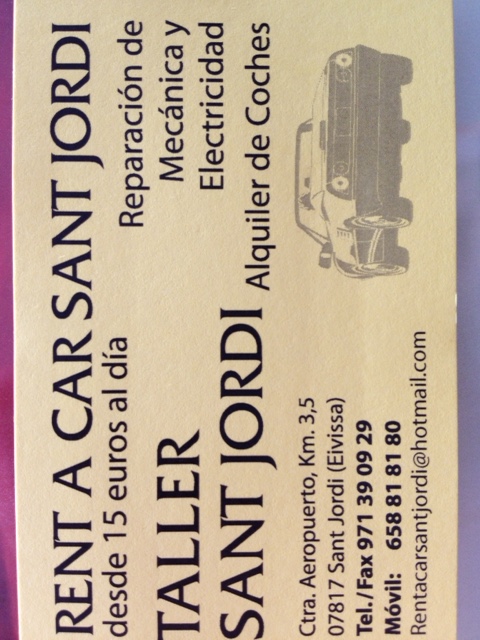 RENT A CAR SANT JORDI
desde 15 euros al día
Reparación de
Mecánica y
Electricidad
TALLER
SANT JORDI
Alquiler de Coches
Ctra. Aeropuerto, Km. 3,5
07817 Sant Jordi (Eivissa)
Tel./Fax 971 39 09 29
Móvil: 658 81 81 80
Rentacarsantjordi@hotmail.com